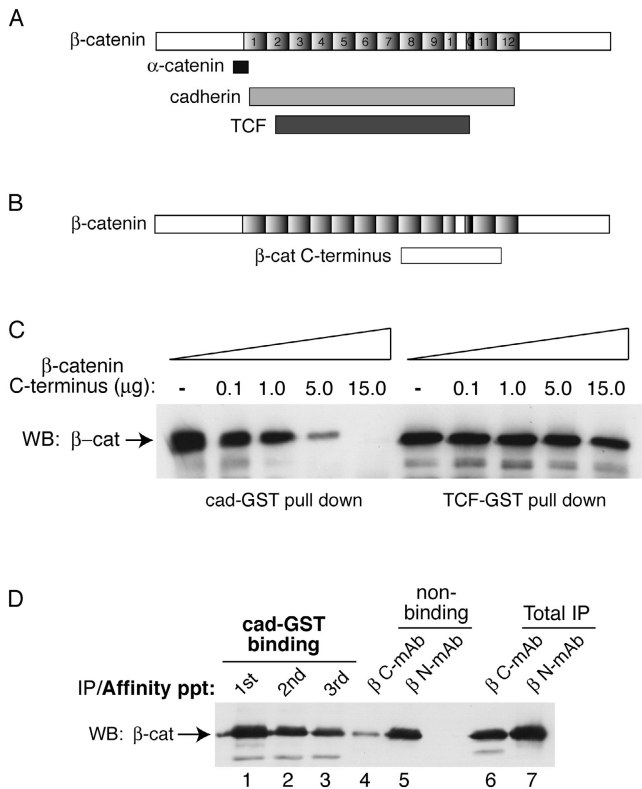 A
β-catenin 1 2 3 4 5 6 7 8 9 1 11 12
α-catenin
cadherin
TCF
B
β-catenin
β-cat C-terminus
C
β-catenin
C-terminus (μg): - 0.1 1.0 5.0 15.0 - 0.1 1.0 5.0 15.0
WB: β–cat
cad-GST pull down TCF-GST pull down
D
non-
binding
Total IP
cad-GST
binding
IP/Affinity ppt: 1st 2nd 3rd β C-mAb β N-mAb β C-mAb β N-mAb
WB: β-cat
1 2 3 4 5 6 7